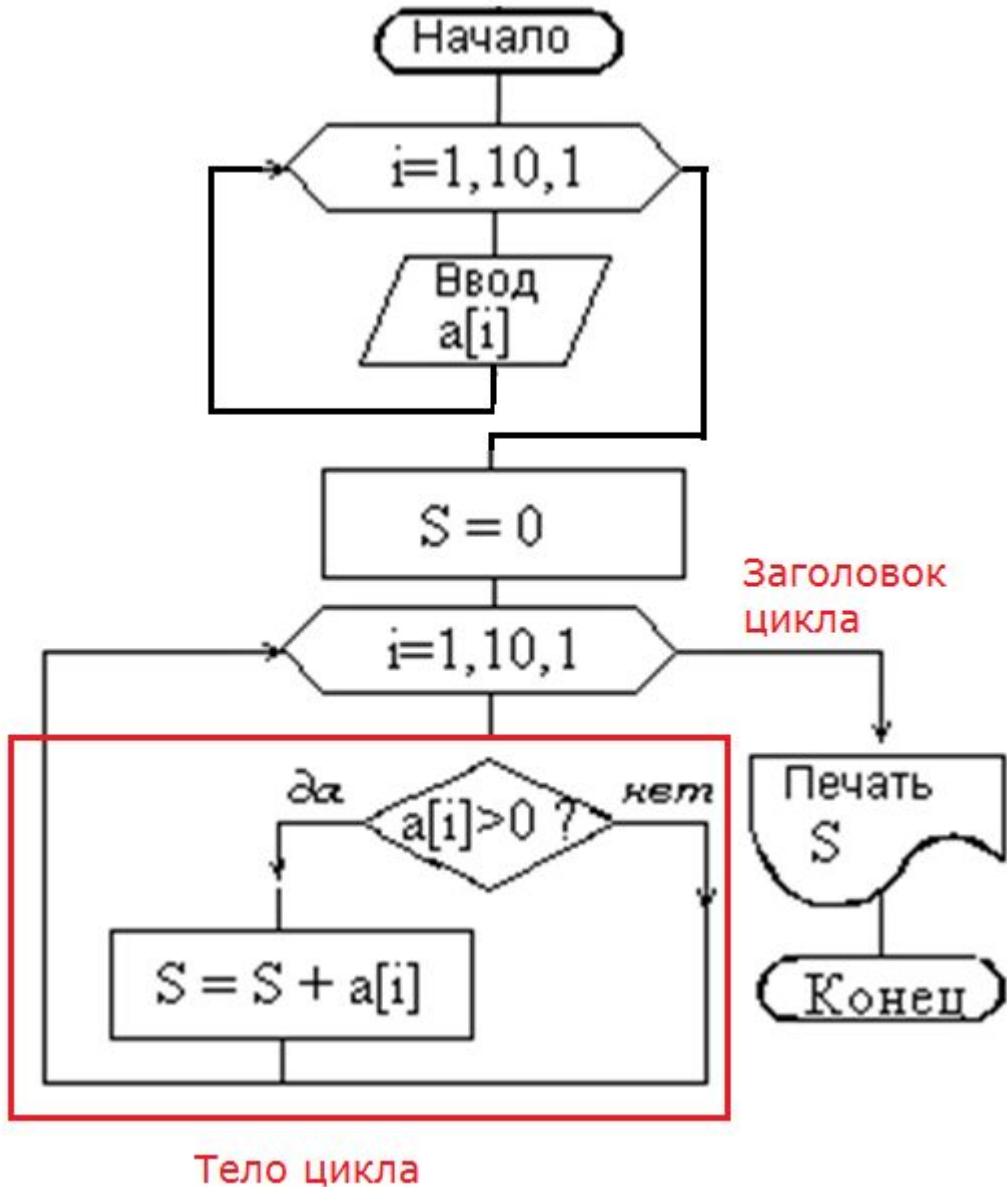 Начало
i=1,10,1
Ввод
a[i]
S = 0
Заголовок
цикла
i=1,10,1
да
a[i]>0 ?
нет
Печать
S
S = S + a[i]
Конец
Тело цикла